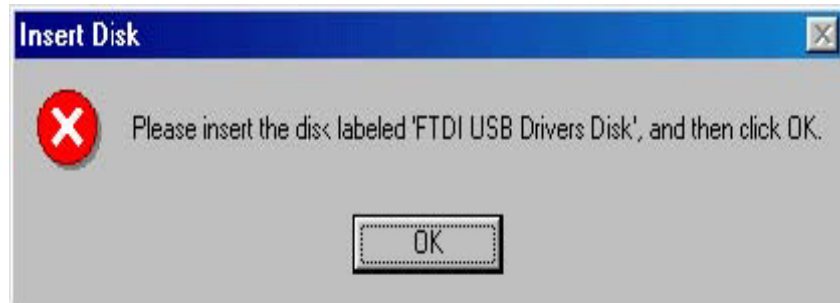 Insert Disk
Please insert the disk labeled 'FTDI USB Drivers Disk', and then click OK.
OK